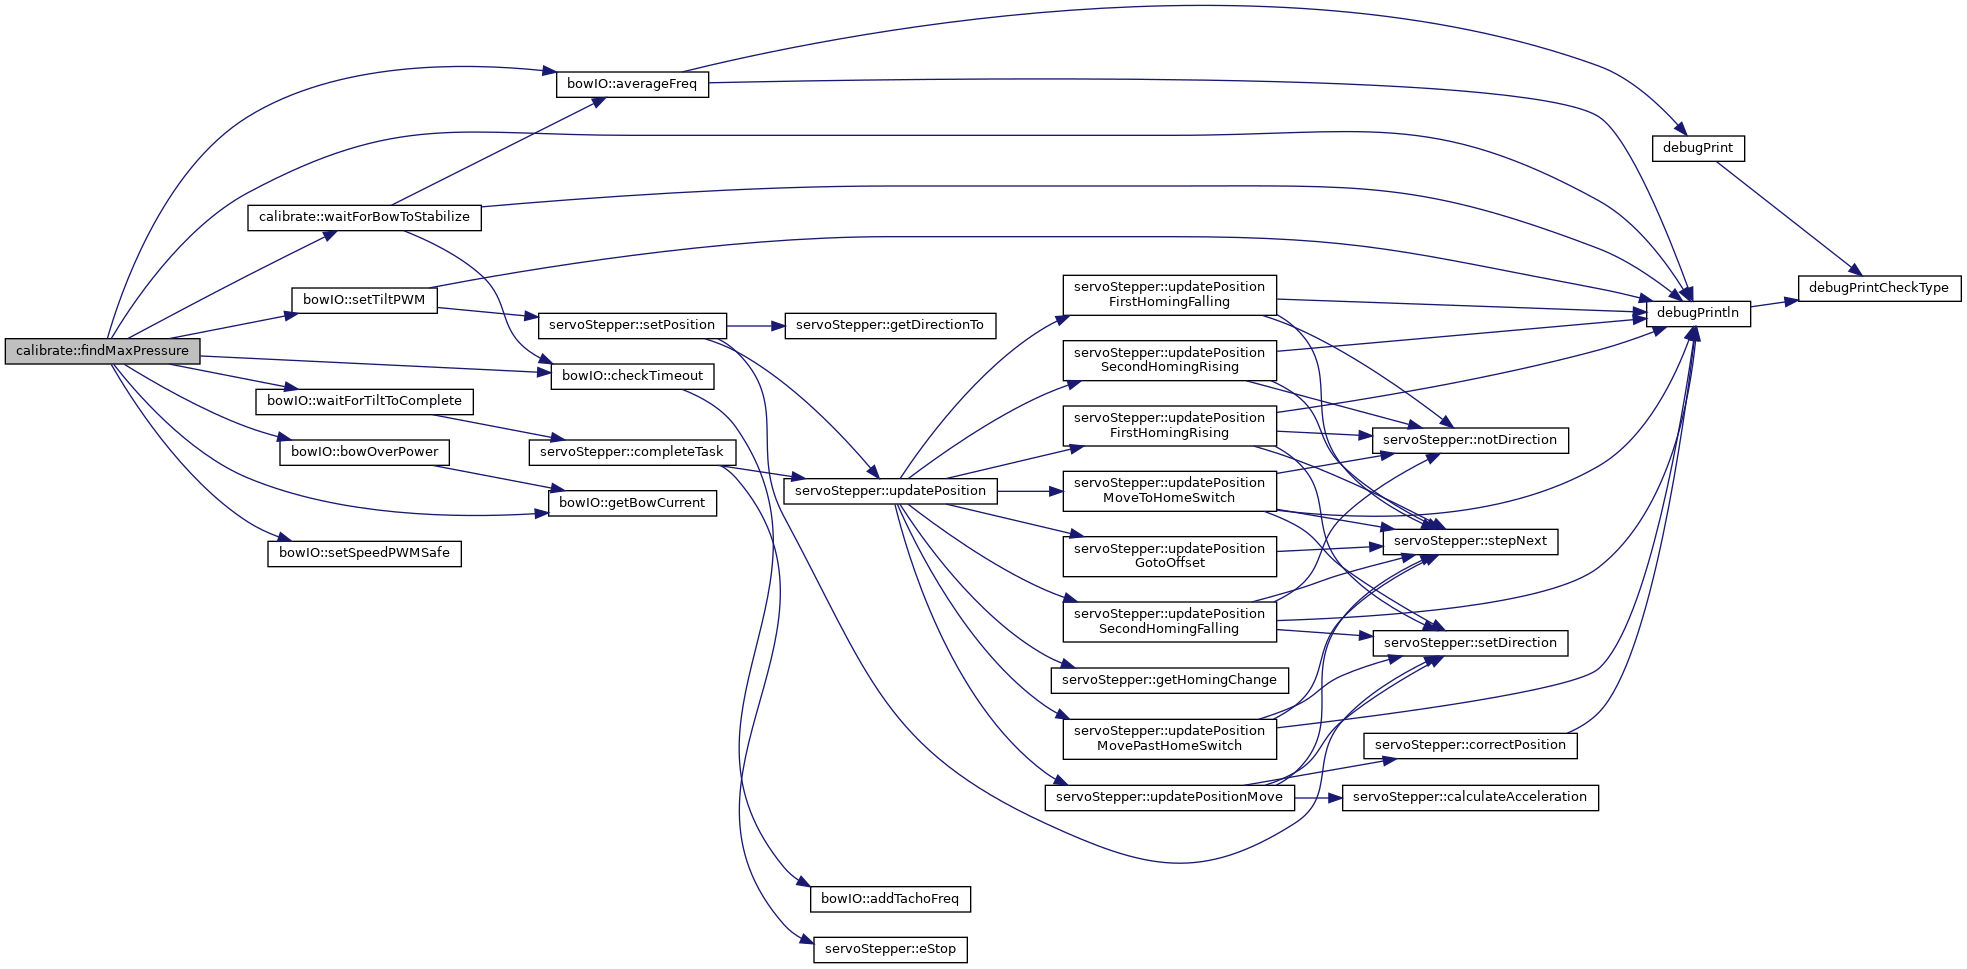 calibrate::findMaxPressure
bowIO::averageFreq
calibrate::waitForBowToStabilize
bowIO::setTiltPWM
bowIO::checkTimeout
bowIO::waitForTiltToComplete
bowIO::bowOverPower
bowIO::getBowCurrent
bowIO::setSpeedPWMSafe
servoStepper::setPosition
servoStepper::completeTask
servoStepper::getDirectionTo
servoStepper::updatePosition
bowIO::addTachoFreq
servoStepper::eStop
servoStepper::updatePosition
FirstHomingFalling
servoStepper::updatePosition
SecondHomingRising
servoStepper::updatePosition
FirstHomingRising
servoStepper::updatePosition
MoveToHomeSwitch
servoStepper::updatePosition
GotoOffset
servoStepper::updatePosition
SecondHomingFalling
servoStepper::getHomingChange
servoStepper::updatePosition
MovePastHomeSwitch
servoStepper::updatePositionMove
servoStepper::notDirection
servoStepper::stepNext
servoStepper::setDirection
servoStepper::correctPosition
servoStepper::calculateAcceleration
debugPrint
debugPrintln
debugPrintCheckType